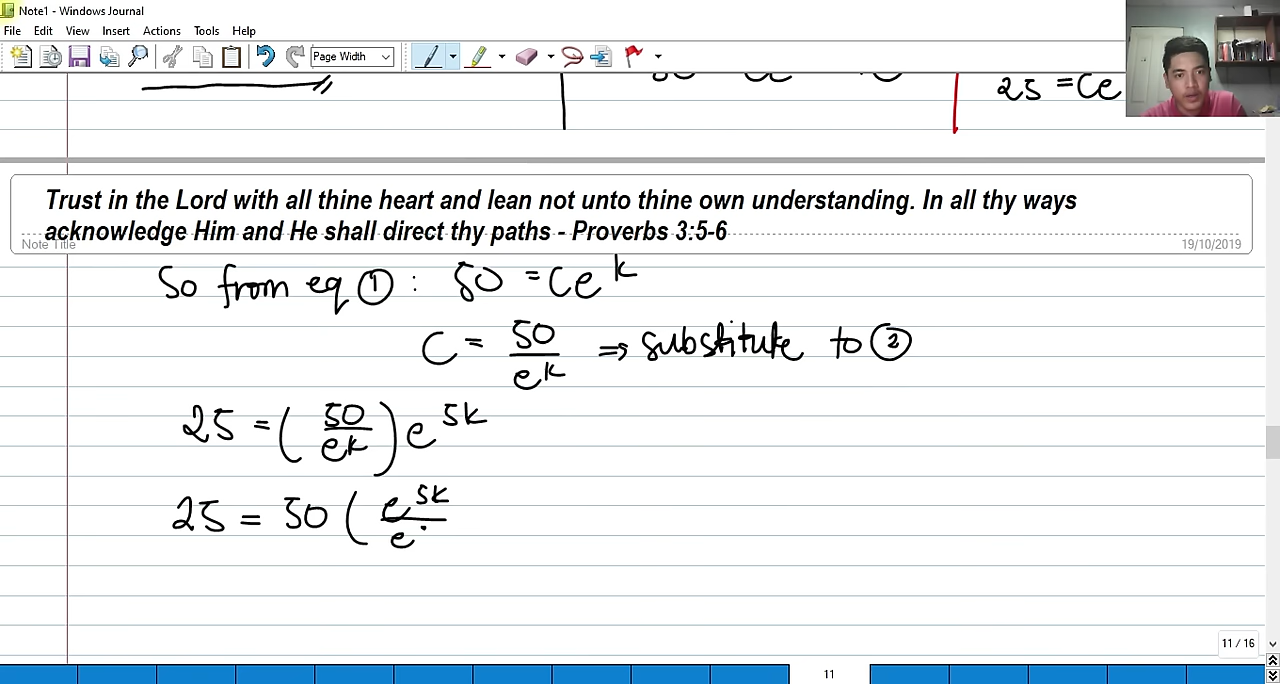 Note1 - Windows Journal
File Edit View Insert Actions Tools Help
Page Width
25 = Ce
Trust in the Lord with all thine heart and lean not unto thine own understanding. In all thy ways
acknowledge Him and He shall direct thy paths - Proverbs 3:5-6
Note Title
19/10/2019
So from eq ① : 50 = Ce^k
C = 50/e^k ⇒ substitute to ②
25 = (50/e^k) e^5k
25 = 50 (e^5k/e
11 / 16
11